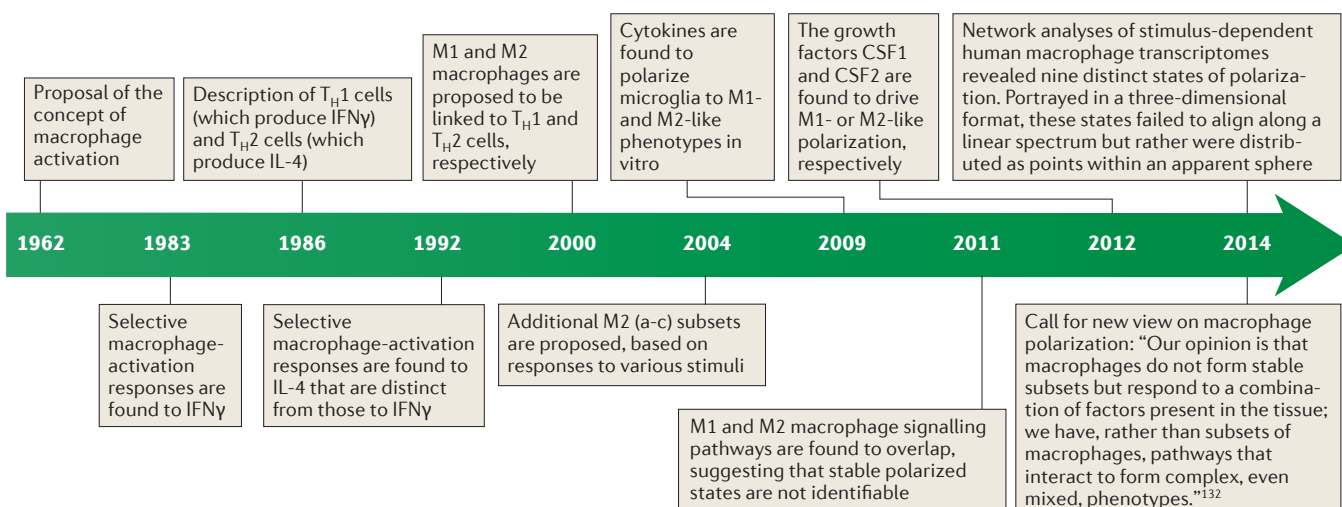 Proposal of the
concept of
macrophage
activation
Description of TH1 cells
(which produce IFNγ)
and TH2 cells (which
produce IL-4)
M1 and M2
macrophages are
proposed to be
linked to TH1 and
TH2 cells,
respectively
Cytokines are
found to
polarize
microglia to M1-
and M2-like
phenotypes in
vitro
The growth
factors CSF1
and CSF2 are
found to drive
M1- or M2-like
polarization,
respectively
Network analyses of stimulus-dependent
human macrophage transcriptomes
revealed nine distinct states of polariza-
tion. Portrayed in a three-dimensional
format, these states failed to align along a
linear spectrum but rather were distrib-
uted as points within an apparent sphere
1962 1983 1986 1992 2000 2004 2009 2011 2012 2014
Selective
macrophage-
activation
responses are
found to IFNγ
Selective
macrophage-activation
responses are found to
IL-4 that are distinct
from those to IFNγ
Additional M2 (a-c) subsets
are proposed, based on
responses to various stimuli
M1 and M2 macrophage signalling
pathways are found to overlap,
suggesting that stable polarized
states are not identifiable
Call for new view on macrophage
polarization: “Our opinion is that
macrophages do not form stable
subsets but respond to a combina-
tion of factors present in the tissue;
we have, rather than subsets of
macrophages, pathways that
interact to form complex, even
mixed, phenotypes.”132